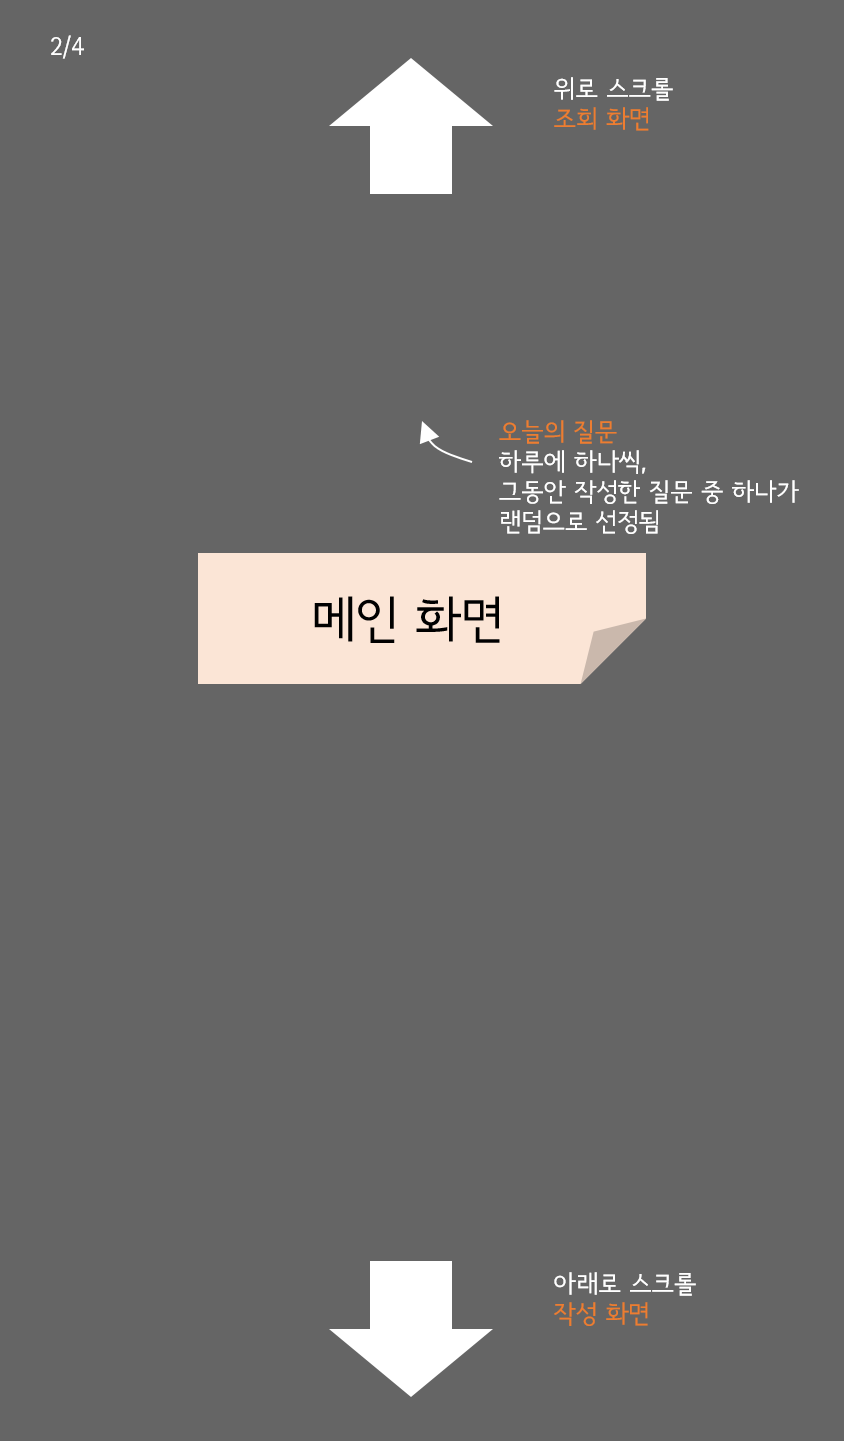 2/4
위로 스크롤
조회 화면
오늘의 질문
하루에 하나씩,
그동안 작성한 질문 중 하나가
랜덤으로 선정됨
메인 화면
아래로 스크롤
작성 화면